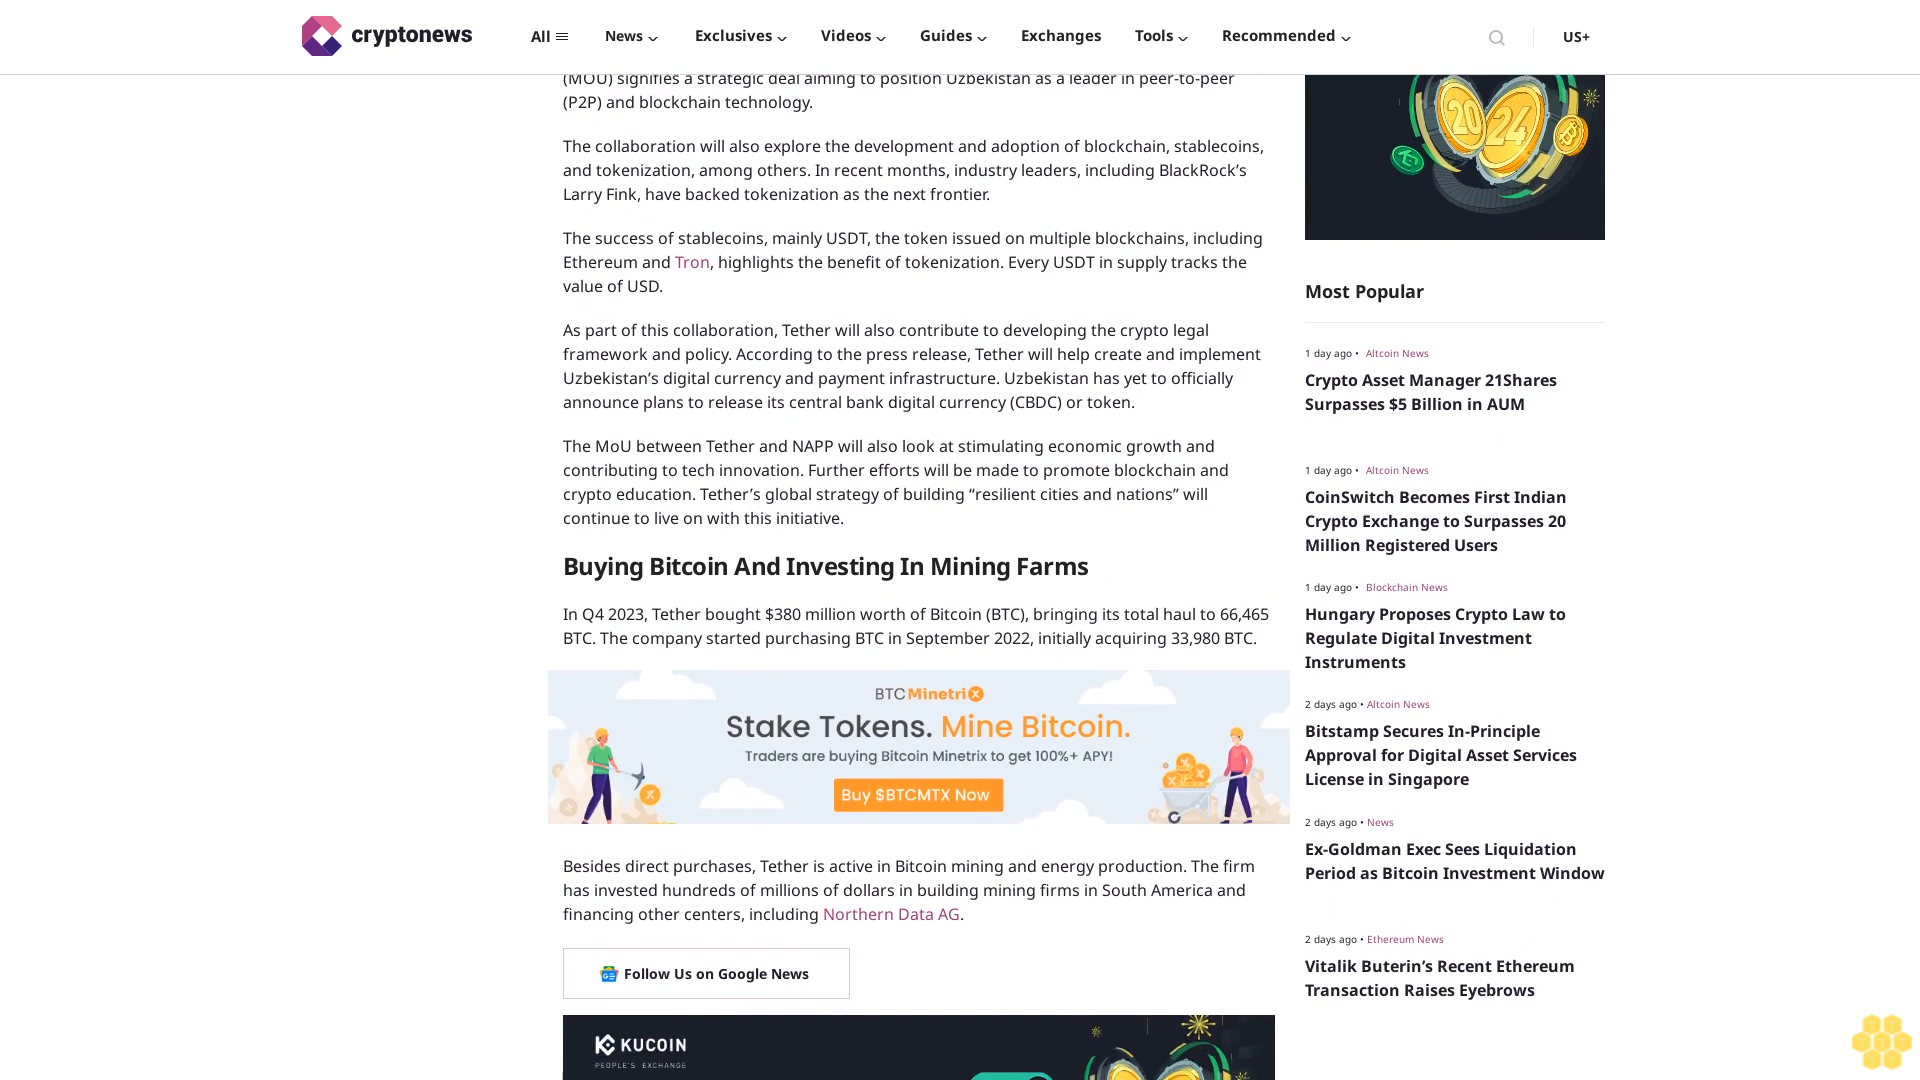 cryptonews
All
News
Exclusives
Videos
Guides
Exchanges
Tools
Recommended
US+
(MOU) signifies a strategic deal aiming to position Uzbekistan as a leader in peer-to-peer
(P2P) and blockchain technology.
The collaboration will also explore the development and adoption of blockchain, stablecoins,
and tokenization, among others. In recent months, industry leaders, including BlackRock’s
Larry Fink, have backed tokenization as the next frontier.
The success of stablecoins, mainly USDT, the token issued on multiple blockchains, including
Ethereum and Tron, highlights the benefit of tokenization. Every USDT in supply tracks the
value of USD.
As part of this collaboration, Tether will also contribute to developing the crypto legal
framework and policy. According to the press release, Tether will help create and implement
Uzbekistan’s digital currency and payment infrastructure. Uzbekistan has yet to officially
announce plans to release its central bank digital currency (CBDC) or token.
The MoU between Tether and NAPP will also look at stimulating economic growth and
contributing to tech innovation. Further efforts will be made to promote blockchain and
crypto education. Tether’s global strategy of building “resilient cities and nations” will
continue to live on with this initiative.
Buying Bitcoin And Investing In Mining Farms
In Q4 2023, Tether bought $380 million worth of Bitcoin (BTC), bringing its total haul to 66,465
BTC. The company started purchasing BTC in September 2022, initially acquiring 33,980 BTC.
BTC Minetrix
Stake Tokens. Mine Bitcoin.
Traders are buying Bitcoin Minetrix to get 100%+ APY!
Buy $BTCMTX Now
Besides direct purchases, Tether is active in Bitcoin mining and energy production. The firm
has invested hundreds of millions of dollars in building mining firms in South America and
financing other centers, including Northern Data AG.
Follow Us on Google News
KUCOIN
PEOPLE'S EXCHANGE
20 24
Most Popular
1 day ago • Altcoin News
Crypto Asset Manager 21Shares
Surpasses $5 Billion in AUM
1 day ago • Altcoin News
CoinSwitch Becomes First Indian
Crypto Exchange to Surpasses 20
Million Registered Users
1 day ago • Blockchain News
Hungary Proposes Crypto Law to
Regulate Digital Investment
Instruments
2 days ago • Altcoin News
Bitstamp Secures In-Principle
Approval for Digital Asset Services
License in Singapore
2 days ago • News
Ex-Goldman Exec Sees Liquidation
Period as Bitcoin Investment Window
2 days ago • Ethereum News
Vitalik Buterin’s Recent Ethereum
Transaction Raises Eyebrows